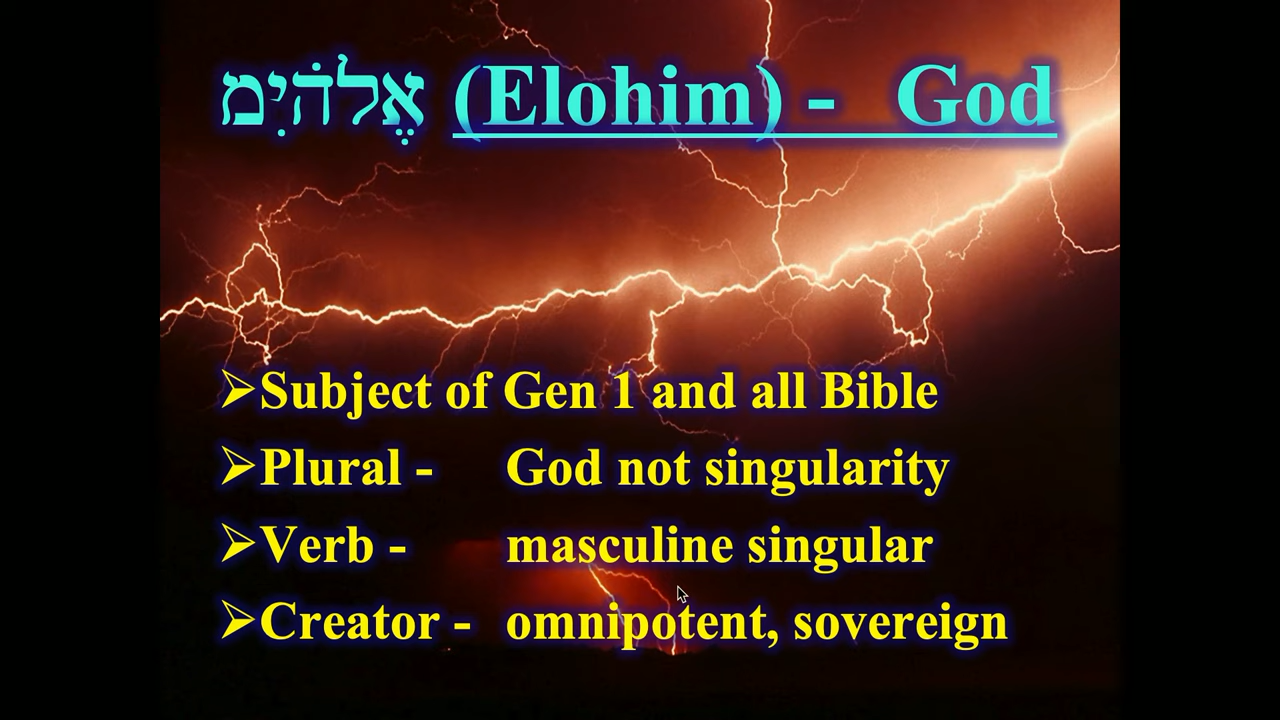 אֶלהֹיִמ (Elohim) - God
➢Subject of Gen 1 and all Bible
➢Plural - God not singularity
➢Verb - masculine singular
➢Creator - omnipotent, sovereign